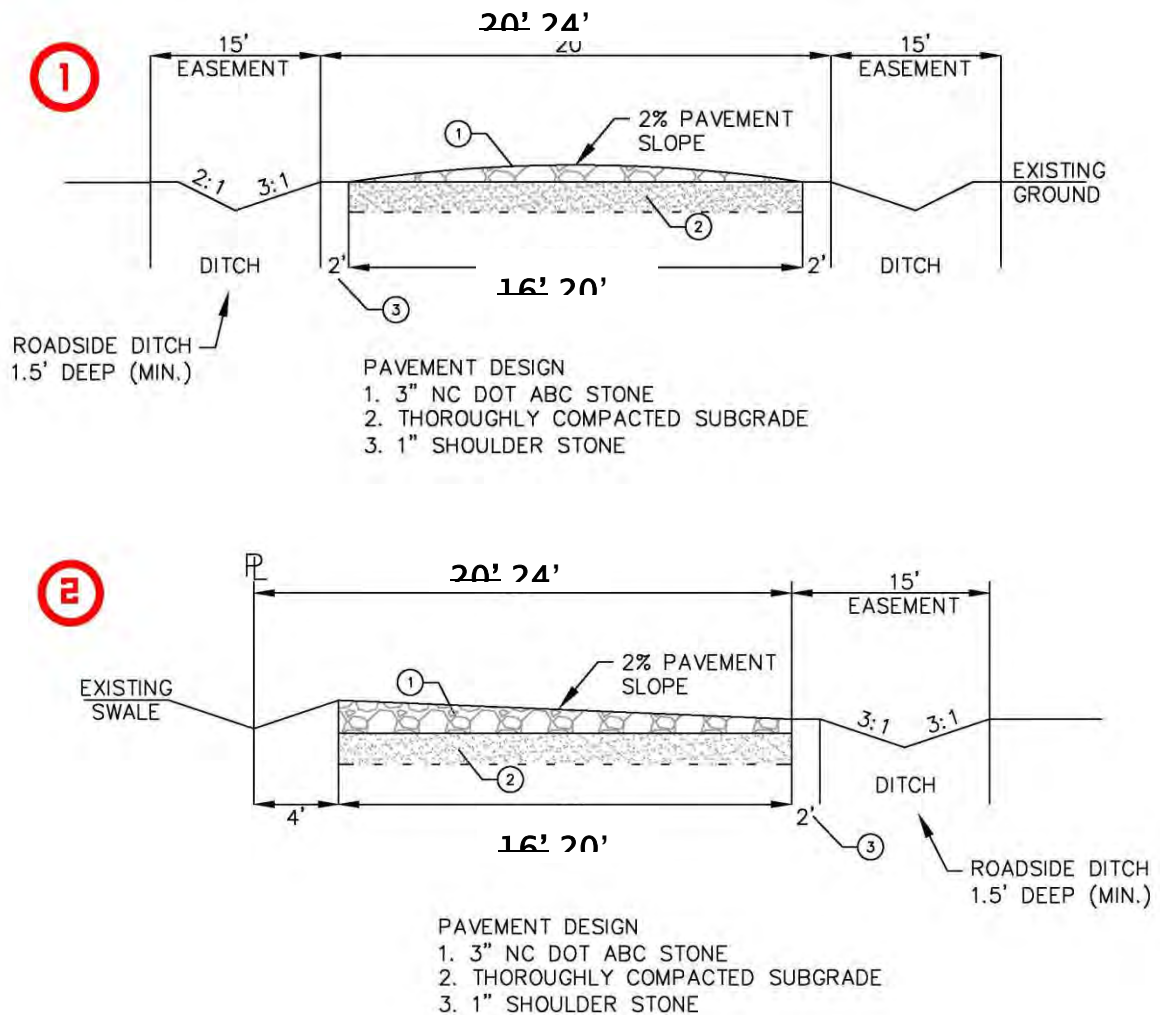 20' 24'
15'
20
15'
EASEMENT
EASEMENT
1
1
2% PAVEMENT
SLOPE
2:1
3:1
EXISTING
GROUND
2
DITCH
2'
2'
DITCH
16' 20'
3
ROADSIDE DITCH
1.5' DEEP (MIN.)
PAVEMENT DESIGN
1. 3" NC DOT ABC STONE
2. THOROUGHLY COMPACTED SUBGRADE
3. 1" SHOULDER STONE
2
PL
20' 24'
15'
EASEMENT
EXISTING
SWALE
1
2% PAVEMENT
SLOPE
3:1
3:1
2
DITCH
4'
2'
16' 20'
3
ROADSIDE DITCH
1.5' DEEP (MIN.)
PAVEMENT DESIGN
1. 3" NC DOT ABC STONE
2. THOROUGHLY COMPACTED SUBGRADE
3. 1" SHOULDER STONE